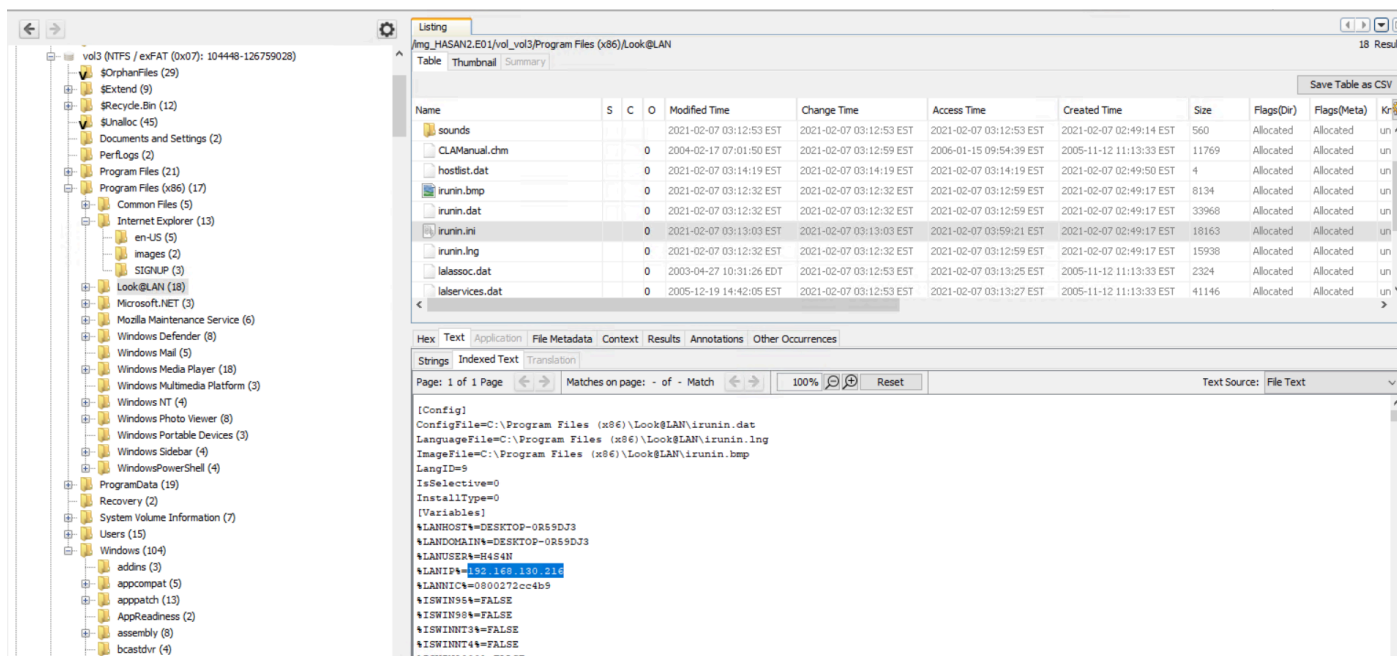 Listing
/img_HASAN2.E01/vol_vol3/Program Files (x86)/Look@LAN
18 Resul
Table Thumbnail Summary
Save Table as CSV
Name S C O Modified Time Change Time Access Time Created Time Size Flags(Dir) Flags(Meta) Kn
sounds 2021-02-07 03:12:53 EST 2021-02-07 03:12:53 EST 2021-02-07 03:12:53 EST 2021-02-07 02:49:14 EST 560 Allocated Allocated un
CLAManual.chm 0 2004-02-17 07:01:50 EST 2021-02-07 03:12:59 EST 2006-01-15 09:54:39 EST 2005-11-12 11:13:33 EST 11769 Allocated Allocated un
hostlist.dat 0 2021-02-07 03:14:19 EST 2021-02-07 03:14:19 EST 2021-02-07 03:14:19 EST 2021-02-07 02:49:50 EST 4 Allocated Allocated un
irunin.bmp 0 2021-02-07 03:12:32 EST 2021-02-07 03:12:32 EST 2021-02-07 03:12:59 EST 2021-02-07 02:49:17 EST 8134 Allocated Allocated un
irunin.dat 0 2021-02-07 03:12:32 EST 2021-02-07 03:12:32 EST 2021-02-07 03:12:59 EST 2021-02-07 02:49:17 EST 33968 Allocated Allocated un
irunin.ini 0 2021-02-07 03:13:03 EST 2021-02-07 03:13:03 EST 2021-02-07 03:59:21 EST 2021-02-07 02:49:17 EST 18163 Allocated Allocated un
irunin.lng 0 2021-02-07 03:12:32 EST 2021-02-07 03:12:32 EST 2021-02-07 03:12:59 EST 2021-02-07 02:49:17 EST 15938 Allocated Allocated un
lalassoc.dat 0 2003-04-27 10:31:26 EDT 2021-02-07 03:12:53 EST 2021-02-07 03:13:25 EST 2005-11-12 11:13:33 EST 2324 Allocated Allocated un
lalservices.dat 0 2005-12-19 14:42:05 EST 2021-02-07 03:12:53 EST 2021-02-07 03:13:27 EST 2005-11-12 11:13:33 EST 41146 Allocated Allocated un
Hex Text Application File Metadata Context Results Annotations Other Occurrences
Strings Indexed Text Translation
Page: 1 of 1 Page Matches on page: - of - Match 100% Reset Text Source: File Text
[Config]
ConfigFile=C:\Program Files (x86)\Look@LAN\irunin.dat
LanguageFile=C:\Program Files (x86)\Look@LAN\irunin.lng
ImageFile=C:\Program Files (x86)\Look@LAN\irunin.bmp
LangID=9
IsSelective=0
InstallType=0
[Variables]
%LANHOST%=DESKTOP-0R59DJ3
%LANDOMAIN%=DESKTOP-0R59DJ3
%LANUSER%=H4S4N
%LANIP%=192.168.130.216
%LANNIC%=0800272cc4b9
%ISWIN95%=FALSE
%ISWIN98%=FALSE
%ISWINNT3%=FALSE
%ISWINNT4%=FALSE
vol3 (NTFS / exFAT (0x07): 104448-126759028)
$OrphanFiles (29)
$Extend (9)
$Recycle.Bin (12)
$Unalloc (45)
Documents and Settings (2)
PerfLogs (2)
Program Files (21)
Program Files (x86) (17)
Common Files (5)
Internet Explorer (13)
en-US (5)
images (2)
SIGNUP (3)
Look@LAN (18)
Microsoft.NET (3)
Mozilla Maintenance Service (6)
Windows Defender (8)
Windows Mail (5)
Windows Media Player (18)
Windows Multimedia Platform (3)
Windows NT (4)
Windows Photo Viewer (8)
Windows Portable Devices (3)
Windows Sidebar (4)
WindowsPowerShell (4)
ProgramData (19)
Recovery (2)
System Volume Information (7)
Users (15)
Windows (104)
addins (3)
appcompat (5)
apppatch (13)
AppReadiness (2)
assembly (8)
bcastdvr (4)